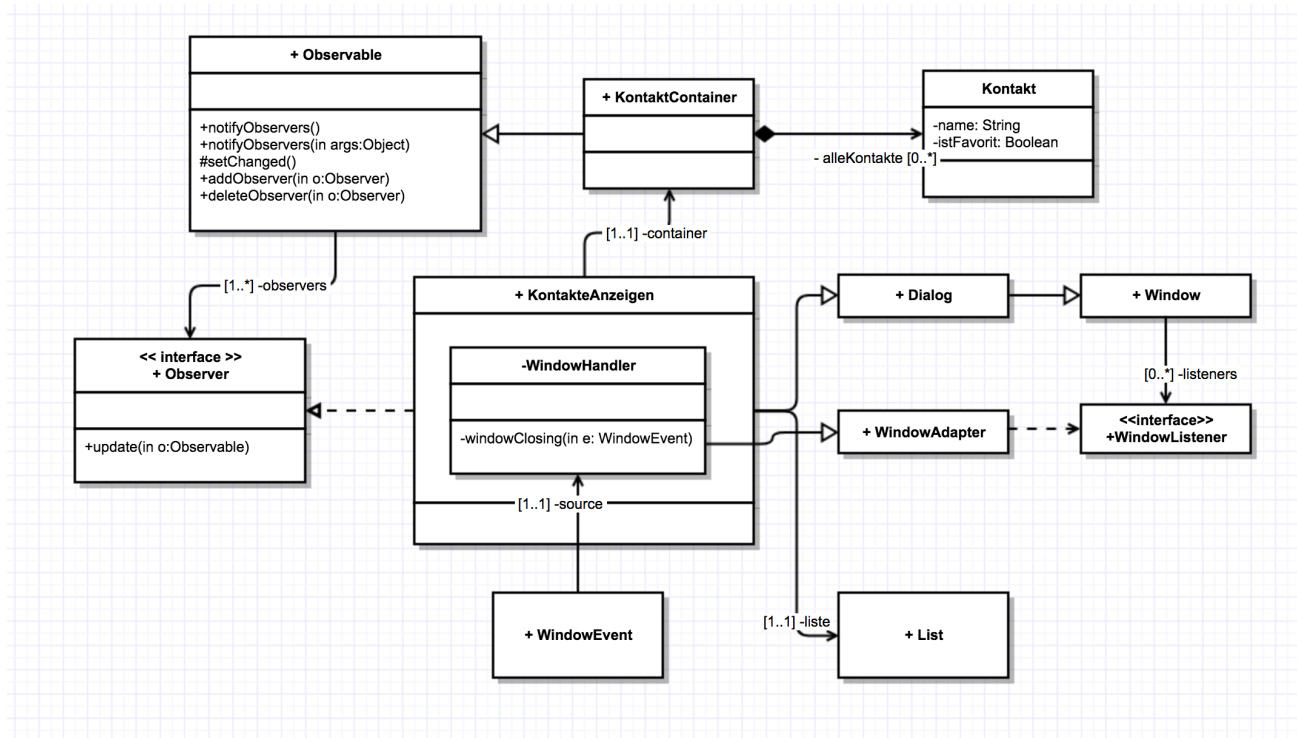 + Observable
+notifyObservers()
+notifyObservers(in args:Object)
#setChanged()
+addObserver(in o:Observer)
+deleteObserver(in o:Observer)
+ KontaktContainer
Kontakt
-name: String
-istFavorit: Boolean
- alleKontakte [0..*]
[1..1] -container
[1..*] -observers
<< interface >>
+ Observer
+update(in o:Observable)
+ KontakteAnzeigen
-WindowHandler
-windowClosing(in e: WindowEvent)
[1..1] -source
+ Dialog
+ Window
[0..*] -listeners
+ WindowAdapter
<<interface>>
+WindowListener
+ WindowEvent
[1..1] -liste
+ List